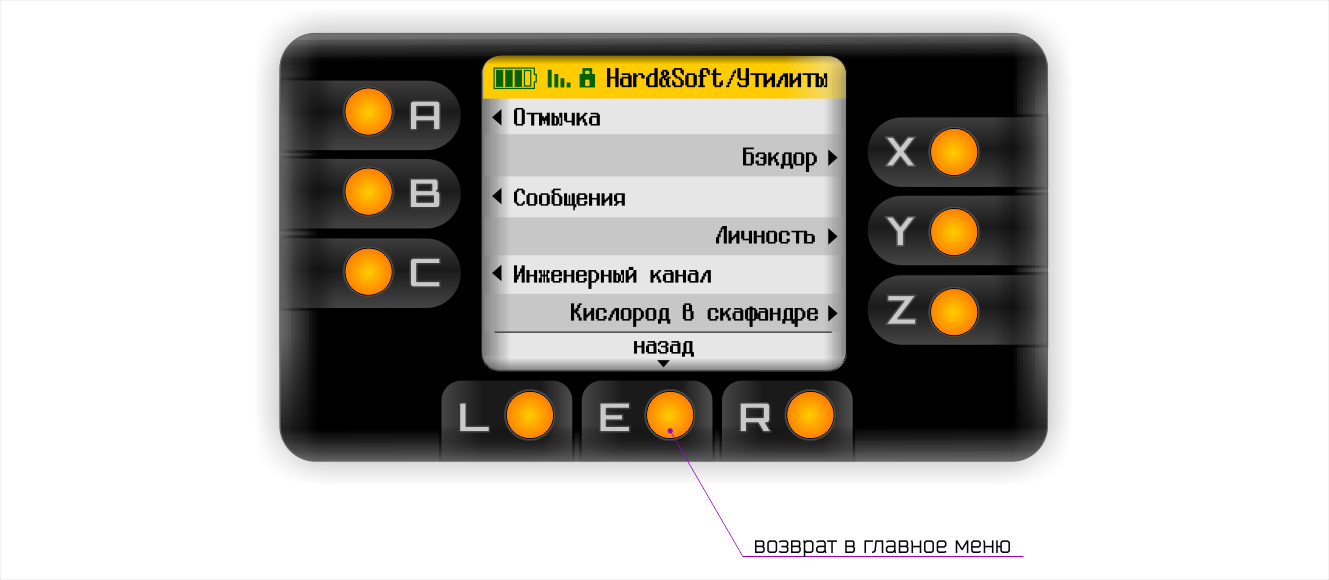 Hard&Soft/Утилиты
A
Отмычка
Бэкдор
X
B
Сообщения
Личность
Y
C
Инженерный канал
Кислород в скафандре
Z
назад
L
E
R
возврат в главное меню